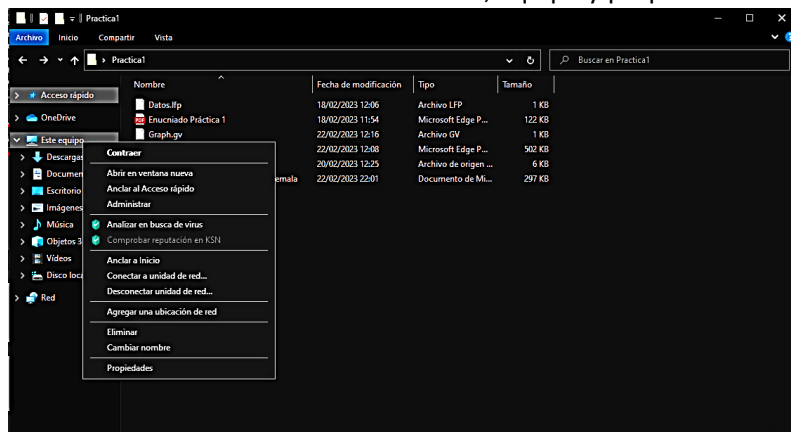 Practica1
Archivo Inicio Compartir Vista
Practica1 Buscar en Practica1
Nombre Fecha de modificación Tipo Tamaño
Acceso rápido
Datos.lfp 18/02/2023 12:06 Archivo LFP 1 KB
OneDrive Enucniado Práctica 1 18/02/2023 11:54 Microsoft Edge P... 122 KB
Este equipo Graph.gv 22/02/2023 12:16 Archivo GV 1 KB
22/02/2023 12:08 Microsoft Edge P... 502 KB
20/02/2023 12:25 Archivo de origen ... 6 KB
emala 22/02/2023 22:01 Documento de Mi... 297 KB
Descargas
Documen
Escritorio
Imágenes
Música
Objetos 3
Vídeos
Disco loca
Red
Contraer
Abrir en ventana nueva
Anclar al Acceso rápido
Administrar
Analizar en busca de virus
Comprobar reputación en KSN
Anclar a Inicio
Conectar a unidad de red...
Desconectar unidad de red...
Agregar una ubicación de red
Eliminar
Cambiar nombre
Propiedades